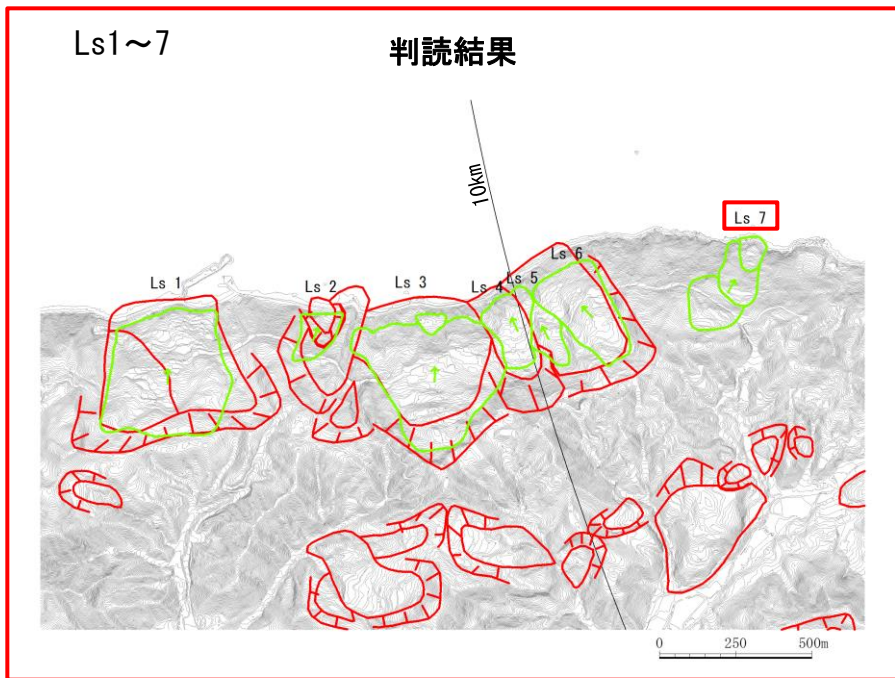 Ls1~7
判読結果
10km
Ls 7
Ls 1
Ls 2
Ls 3
Ls 4
Ls 5
Ls 6
0 250 500m